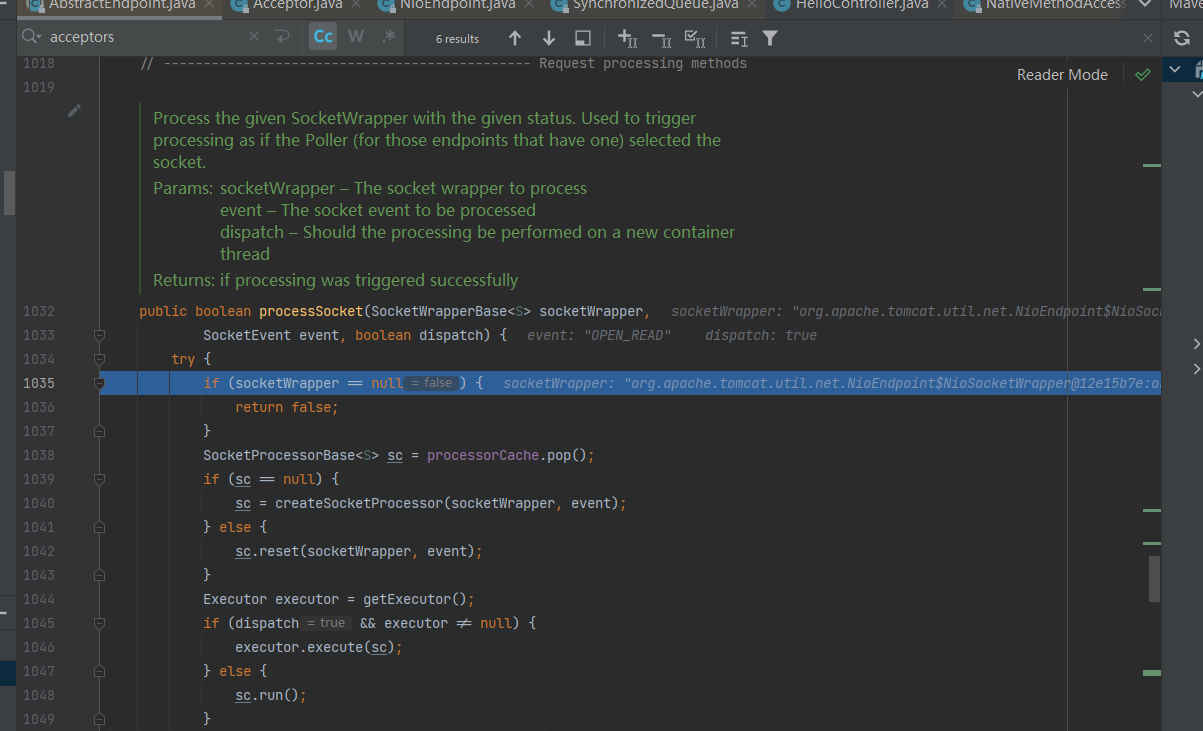 AbstractEndpoint.java Acceptor.java NioEndpoint.java SynchronizedQueue.java HelloController.java NativeMethodAccess Mave
acceptors Cc W .* 6 results
1018 // ---------------------------------------------- Request processing methods
Reader Mode
1019
Process the given SocketWrapper with the given status. Used to trigger
processing as if the Poller (for those endpoints that have one) selected the
socket.
Params: socketWrapper – The socket wrapper to process
event – The socket event to be processed
dispatch – Should the processing be performed on a new container
thread
Returns: if processing was triggered successfully
1032 public boolean processSocket(SocketWrapperBase<S> socketWrapper, socketWrapper: "org.apache.tomcat.util.net.NioEndpoint$NioSoc
1033 SocketEvent event, boolean dispatch) { event: "OPEN_READ" dispatch: true
1034 try {
1035 if (socketWrapper == null = false ) { socketWrapper: "org.apache.tomcat.util.net.NioEndpoint$NioSocketWrapper@12e15b7e:o
1036 return false;
1037 }
1038 SocketProcessorBase<S> sc = processorCache.pop();
1039 if (sc == null) {
1040 sc = createSocketProcessor(socketWrapper, event);
1041 } else {
1042 sc.reset(socketWrapper, event);
1043 }
1044 Executor executor = getExecutor();
1045 if (dispatch = true && executor != null) {
1046 executor.execute(sc);
1047 } else {
1048 sc.run();
1049 }